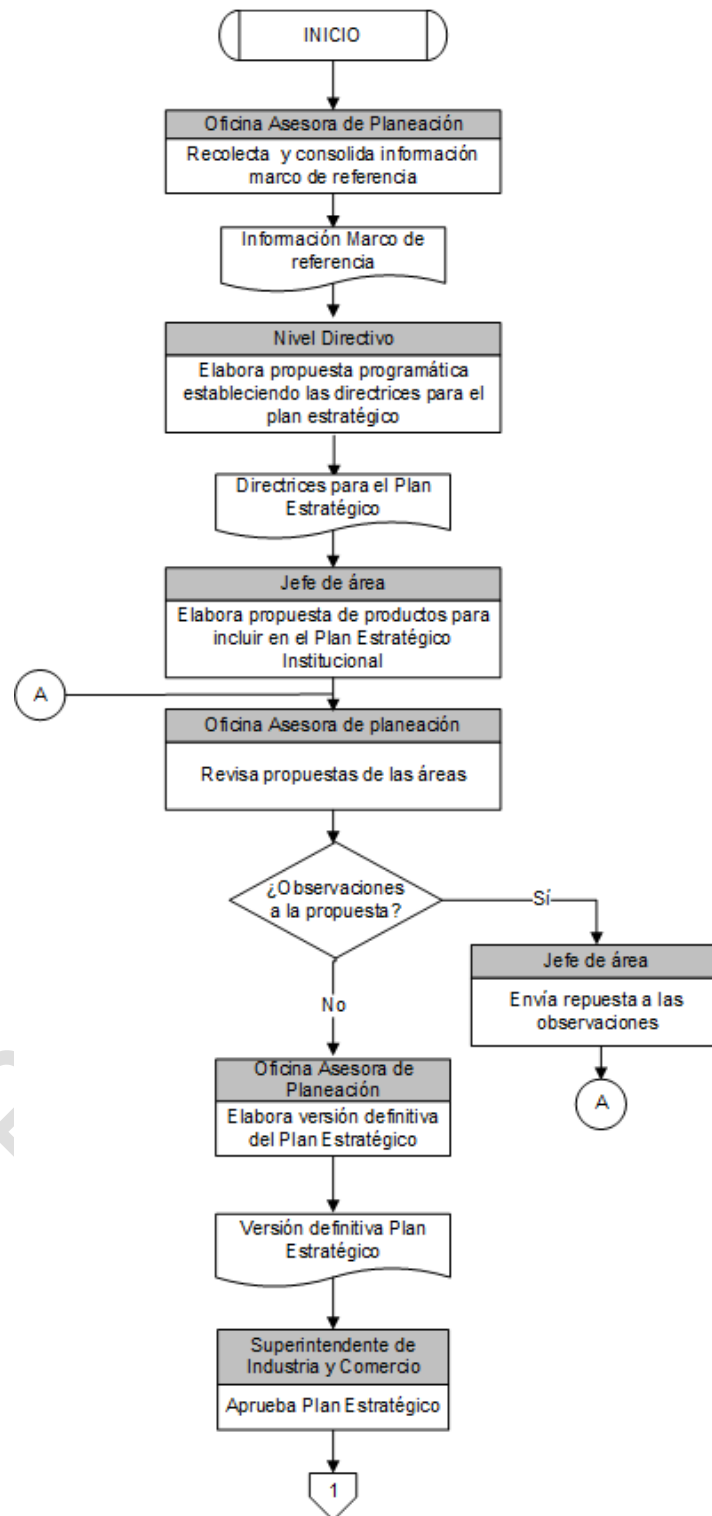 INICIO
Oficina Asesora de Planeación
Recolecta y consolida información
marco de referencia
Información Marco de
referencia
Nivel Directivo
Elabora propuesta programática
estableciendo las directrices para el
plan estratégico
Directrices para el Plan
Estratégico
Jefe de área
Elabora propuesta de productos para
incluir en el Plan Estratégico
Institucional
A
Oficina Asesora de planeación
Revisa propuestas de las áreas
¿Observaciones
a la propuesta?
Sí
Jefe de área
Envía repuesta a las
observaciones
A
No
Oficina Asesora de
Planeación
Elabora versión definitiva
del Plan Estratégico
Versión definitiva Plan
Estratégico
Superintendente de
Industria y Comercio
Aprueba Plan Estratégico
1